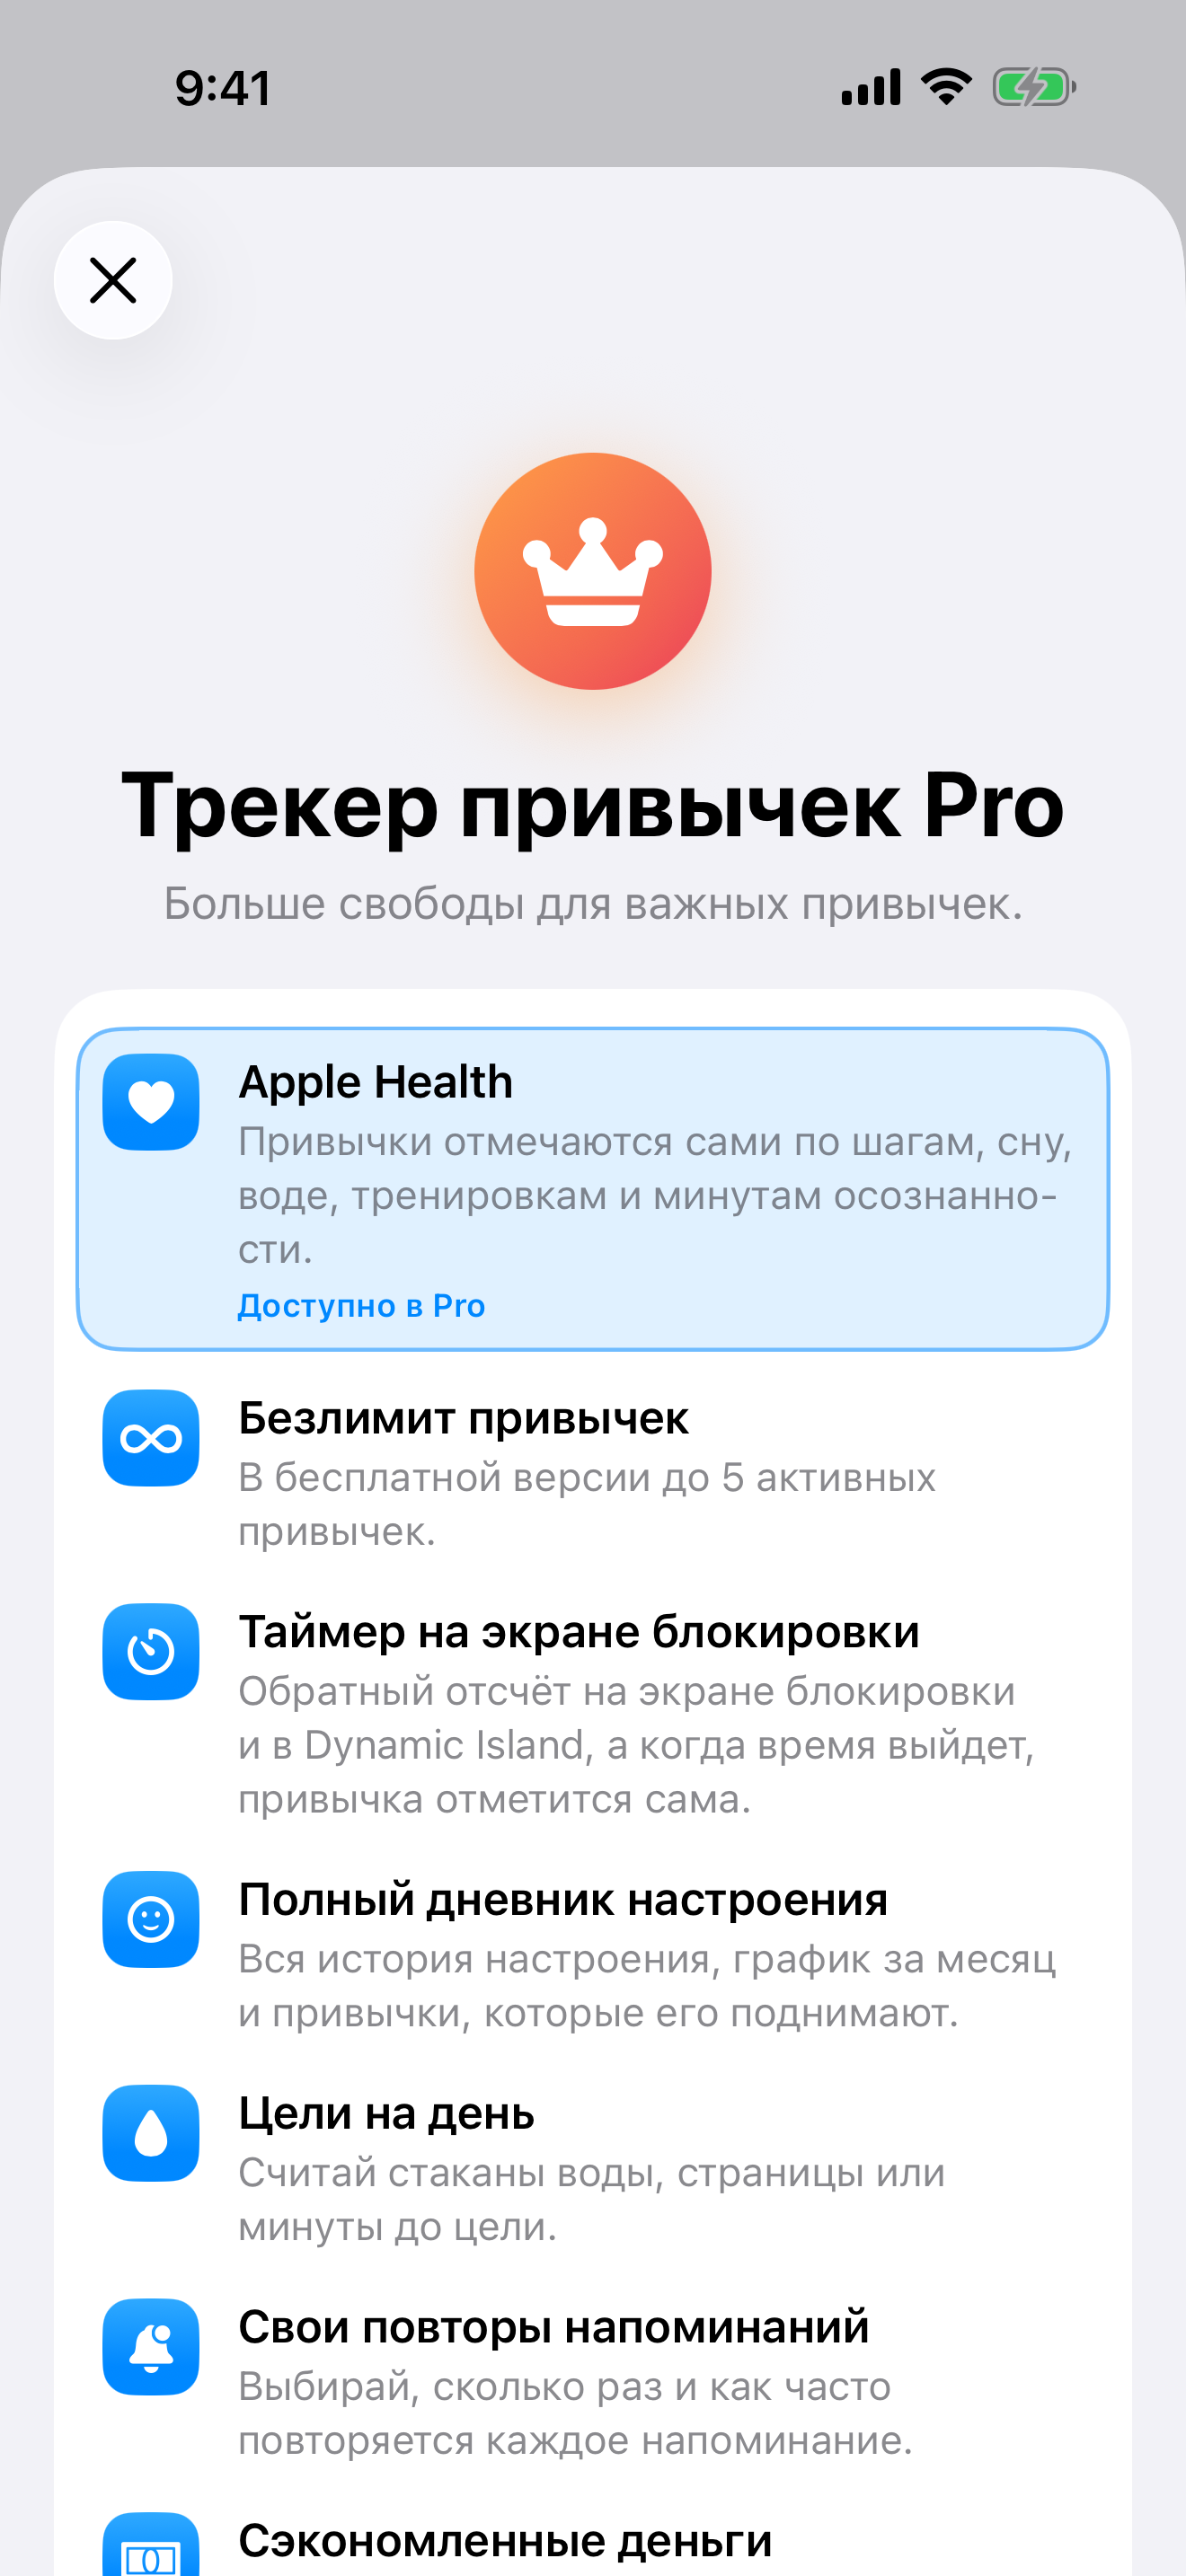 9:41
Трекер привычек Pro
Больше свободы для важных привычек.
Apple Health
Привычки отмечаются сами по шагам, сну,
воде, тренировкам и минутам осознанно-
сти.
Доступно в Pro
Безлимит привычек
В бесплатной версии до 5 активных
привычек.
Таймер на экране блокировки
Обратный отсчёт на экране блокировки
и в Dynamic Island, а когда время выйдет,
привычка отметится сама.
Полный дневник настроения
Вся история настроения, график за месяц
и привычки, которые его поднимают.
Цели на день
Считай стаканы воды, страницы или
минуты до цели.
Свои повторы напоминаний
Выбирай, сколько раз и как часто
повторяется каждое напоминание.
Сэкономленные деньги